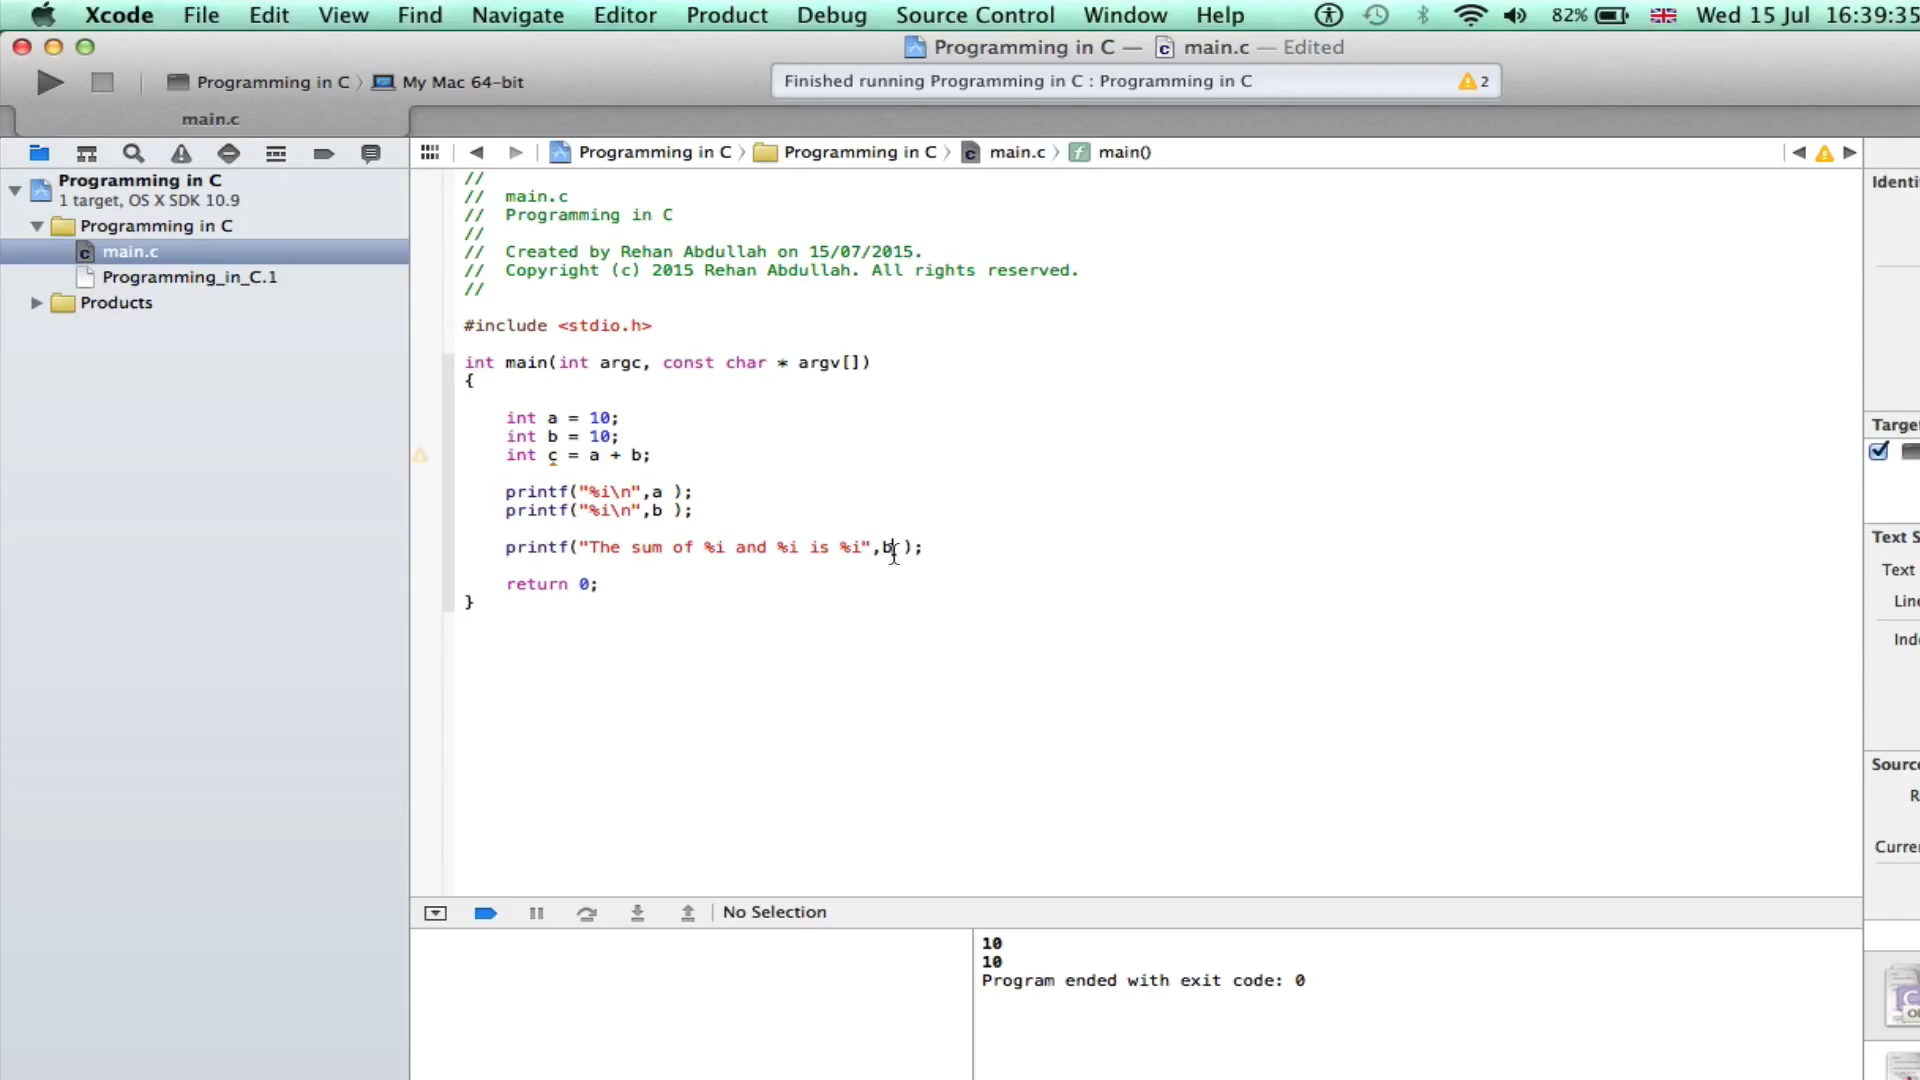 Xcode File Edit View Find Navigate Editor Product Debug Source Control Window Help 82% Wed 15 Jul 16:39:35
Programming in C — main.c — Edited
Programming in C 〉 My Mac 64-bit
Finished running Programming in C : Programming in C
2
main.c
Programming in C 〉 Programming in C 〉 main.c 〉 main()
Programming in C
1 target, OS X SDK 10.9
Programming in C
main.c
Programming_in_C.1
Products
//
//  main.c
//  Programming in C
//
//  Created by Rehan Abdullah on 15/07/2015.
//  Copyright (c) 2015 Rehan Abdullah. All rights reserved.
//
#include <stdio.h>
int main(int argc, const char * argv[])
{
int a = 10;
int b = 10;
int c = a + b;
printf("%i\n",a );
printf("%i\n",b );
printf("The sum of %i and %i is %i",b );
return 0;
}
No Selection
10
10
Program ended with exit code: 0
Identi
Target
Text S
Text
Line
Inde
Source
R
Curren